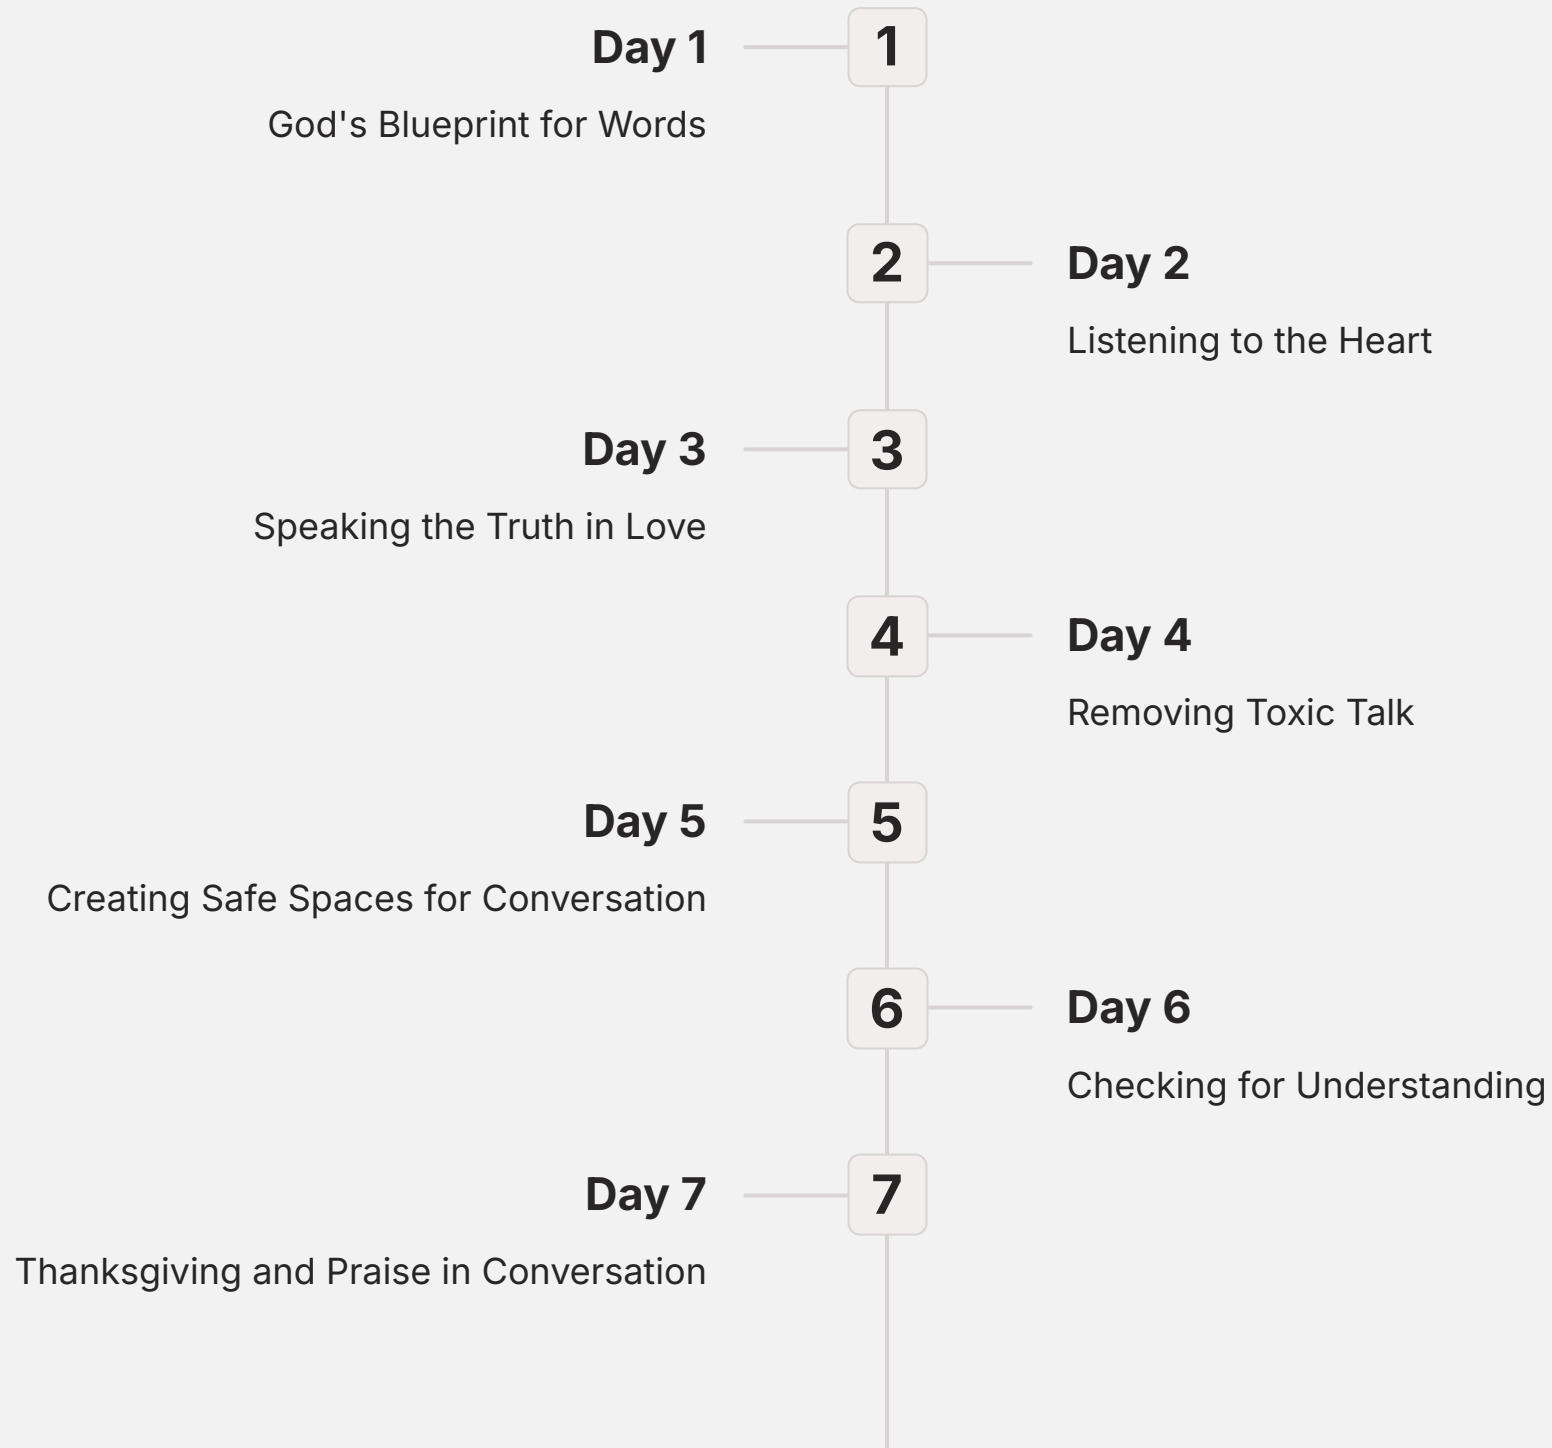 Day 1
1
God's Blueprint for Words
2
Day 2
Listening to the Heart
Day 3
3
Speaking the Truth in Love
4
Day 4
Removing Toxic Talk
Day 5
5
Creating Safe Spaces for Conversation
6
Day 6
Checking for Understanding
Day 7
7
Thanksgiving and Praise in Conversation